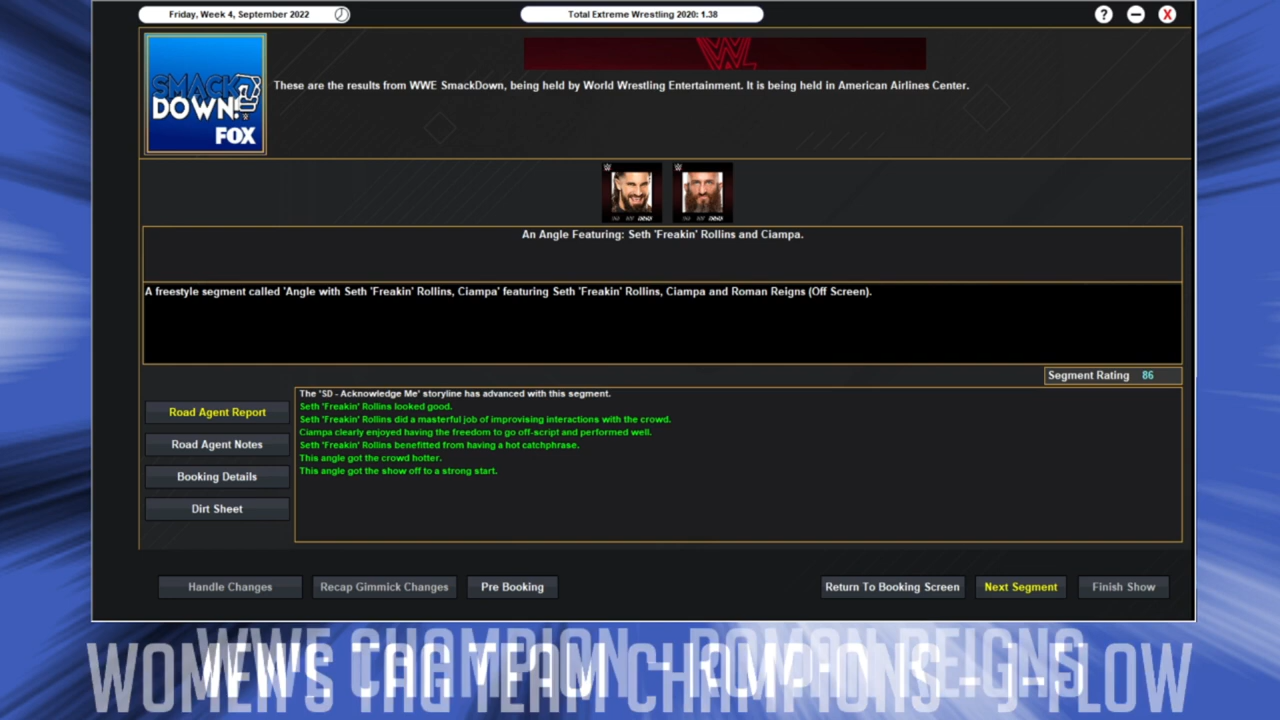 Friday, Week 4, September 2022
Total Extreme Wrestling 2020: 1.38
?
X
SMACK
DOWN!
FOX
These are the results from WWE SmackDown, being held by World Wrestling Entertainment. It is being held in American Airlines Center.
An Angle Featuring: Seth 'Freakin' Rollins and Ciampa.
A freestyle segment called 'Angle with Seth 'Freakin' Rollins, Ciampa' featuring Seth 'Freakin' Rollins, Ciampa and Roman Reigns (Off Screen).
Segment Rating 86
The 'SD - Acknowledge Me' storyline has advanced with this segment.
Seth 'Freakin' Rollins looked good.
Seth 'Freakin' Rollins did a masterful job of improvising interactions with the crowd.
Ciampa clearly enjoyed having the freedom to go off-script and performed well.
Seth 'Freakin' Rollins benefitted from having a hot catchphrase.
This angle got the crowd hotter.
This angle got the show off to a strong start.
Road Agent Report
Road Agent Notes
Booking Details
Dirt Sheet
Handle Changes
Recap Gimmick Changes
Pre Booking
Return To Booking Screen
Next Segment
Finish Show
WWE CHAMPION - ROMAN REIGNS
WOMEN'S TAG TEAM CHAMPIONS -